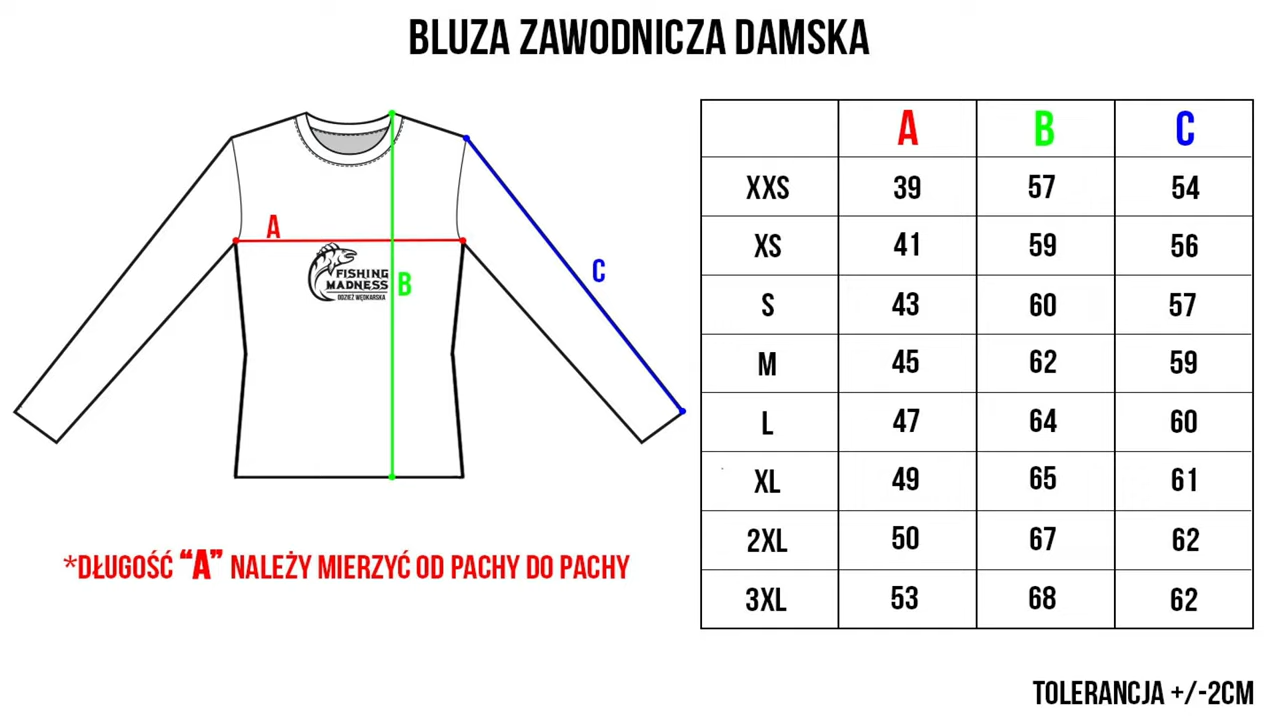 BLUZA ZAWODNICZA DAMSKA
A
B
C
FISHING
MADNESS
ODZIEŻ WĘDKARSKA
*DŁUGOŚĆ “A” NALEŻY MIERZYĆ OD PACHY DO PACHY
A B C
XXS 39 57 54
XS 41 59 56
S 43 60 57
M 45 62 59
L 47 64 60
XL 49 65 61
2XL 50 67 62
3XL 53 68 62
TOLERANCJA +/-2CM